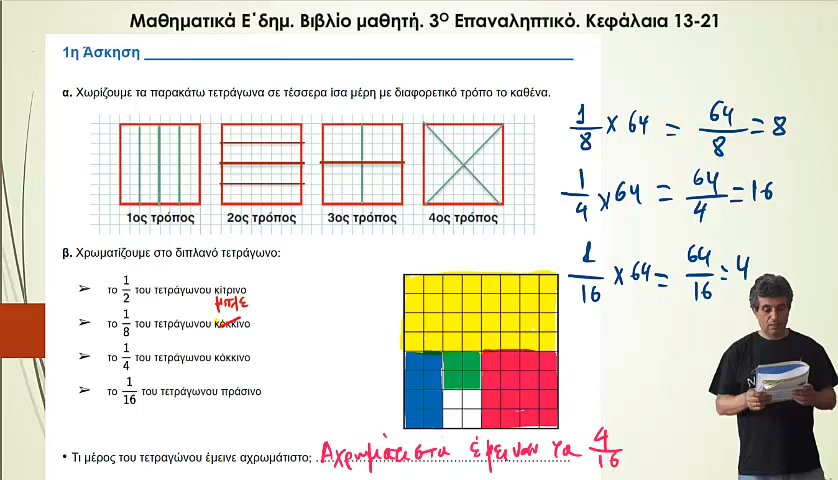 Μαθηματικά Ε΄δημ. Βιβλίο μαθητή. 3ο Επαναληπτικό. Κεφάλαια 13-21
1η Άσκηση
α. Χωρίζουμε τα παρακάτω τετράγωνα σε τέσσερα ίσα μέρη με διαφορετικό τρόπο το καθένα.
1ος τρόπος 2ος τρόπος 3ος τρόπος 4ος τρόπος
β. Χρωματίζουμε στο διπλανό τετράγωνο:
το 1/2 του τετράγωνου κίτρινο
μπλε
το 1/8 του τετράγωνου κόκκινο
το 1/4 του τετράγωνου κόκκινο
το 1/16 του τετράγωνου πράσινο
• Τι μέρος του τετραγώνου έμεινε αχρωμάτιστο; Αχρωμάτιστα έμειναν τα 4/16
1/8 x 64 = 64/8 = 8
1/4 x 64 = 64/4 = 16
1/16 x 64 = 64/16 = 4
N